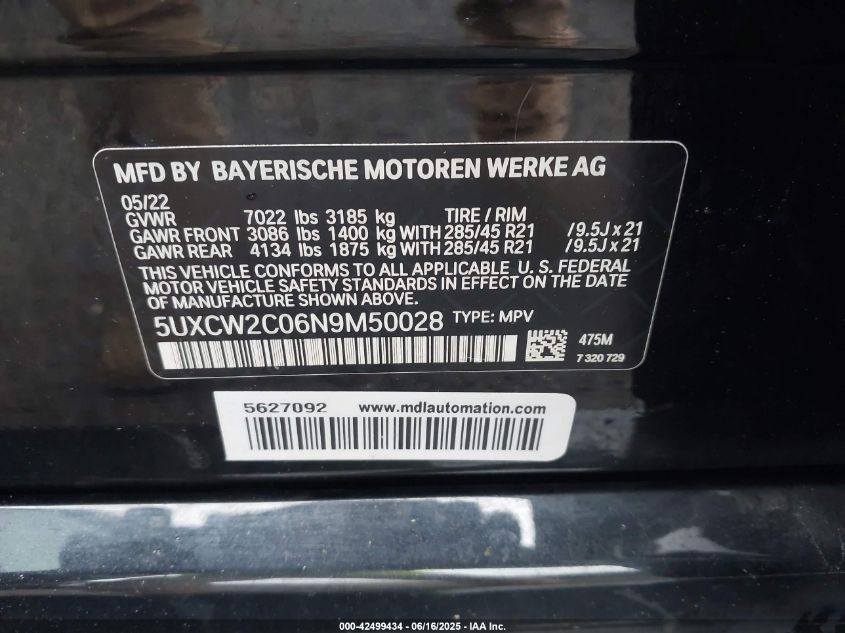 MFD BY BAYERISCHE MOTOREN WERKE AG
05/22
GVWR 7022 lbs 3185 kg TIRE / RIM
GAWR FRONT 3086 lbs 1400 kg WITH 285/45 R21 /9.5J x 21
GAWR REAR 4134 lbs 1875 kg WITH 285/45 R21 /9.5J x 21
THIS VEHICLE CONFORMS TO ALL APPLICABLE U. S. FEDERAL
MOTOR VEHICLE SAFETY STANDARDS IN EFFECT ON THE DATE
OF MANUFACTURE SHOWN ABOVE.
5UXCW2C06N9M50028 TYPE: MPV
475M
7 320 729
5627092 www.mdlautomation.com
000-42499434 - 06/16/2025 - IAA Inc.